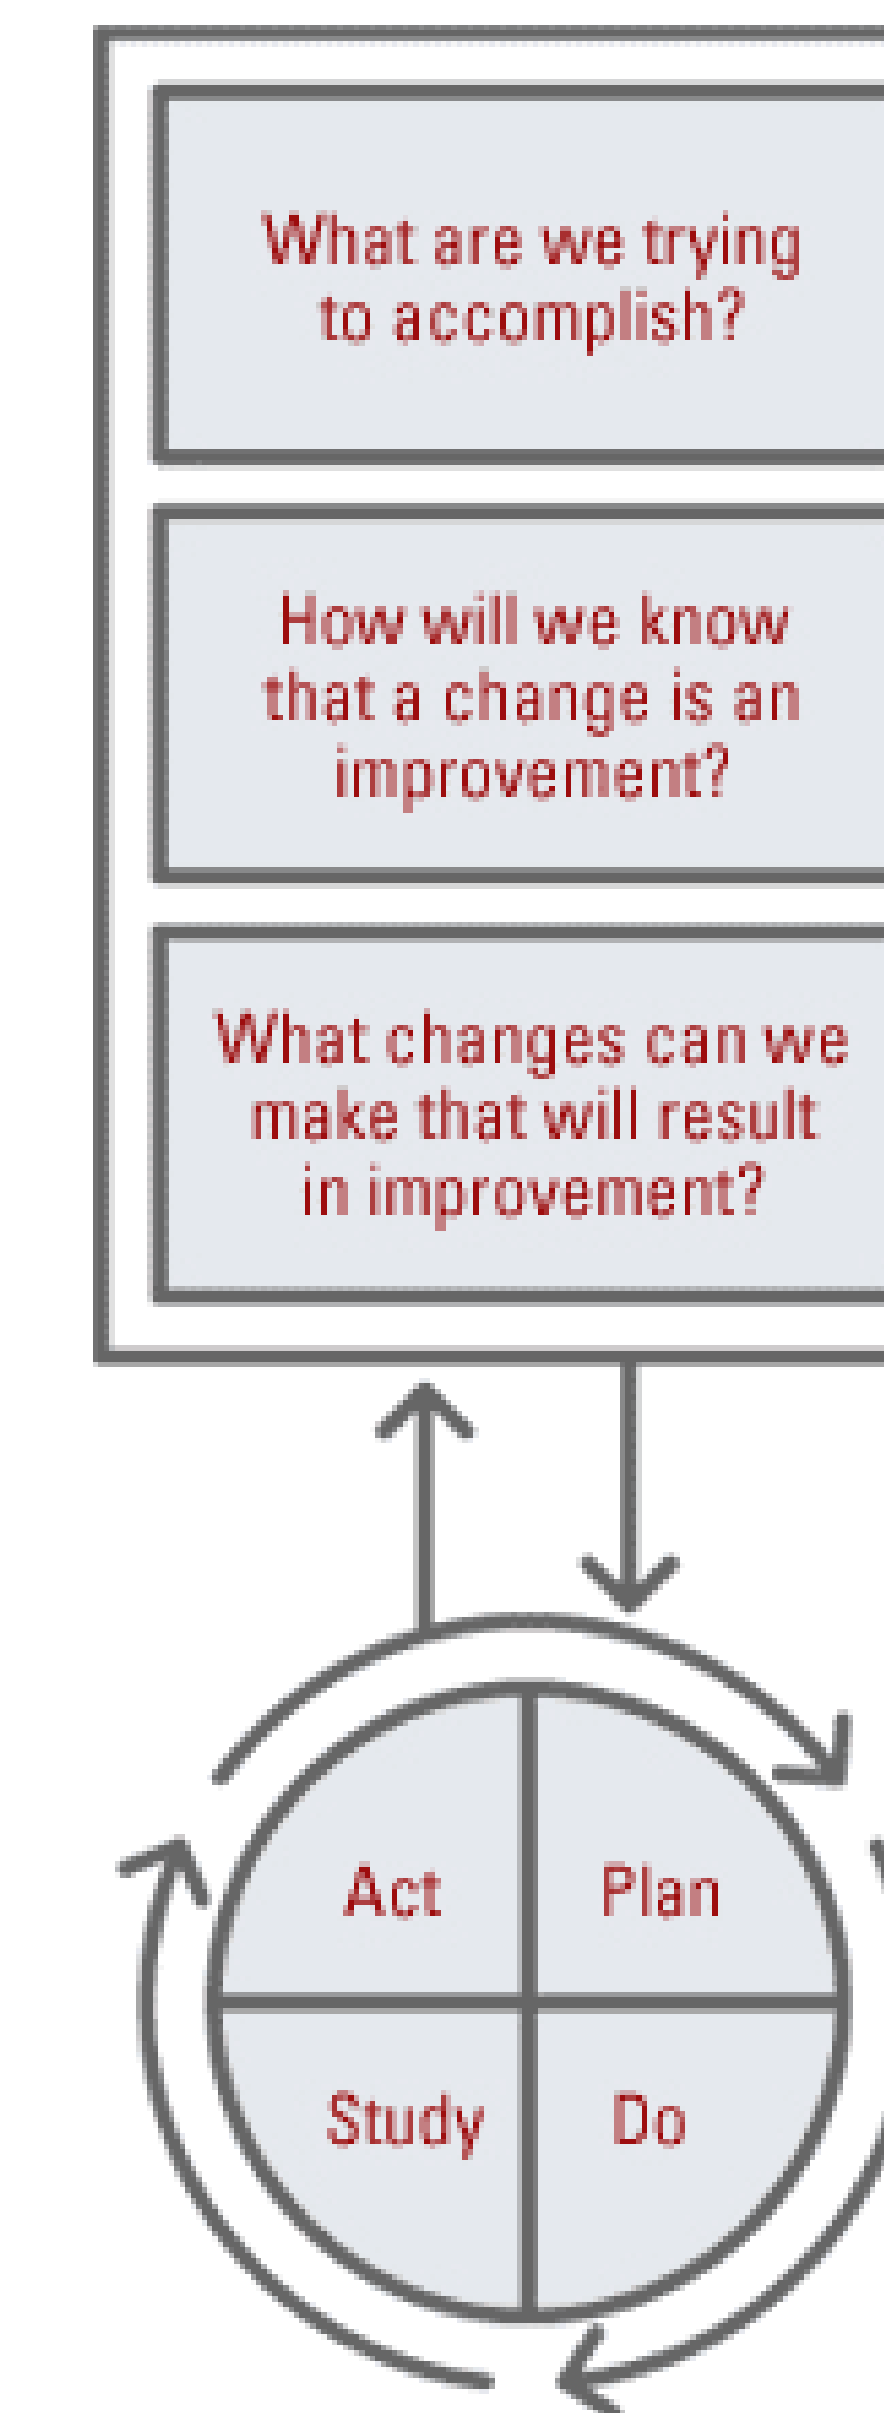 What are we trying
to accomplish?
How will we know
that a change is an
improvement?
What changes can we
make that will result
in improvement?
Act
Plan
Study
Do